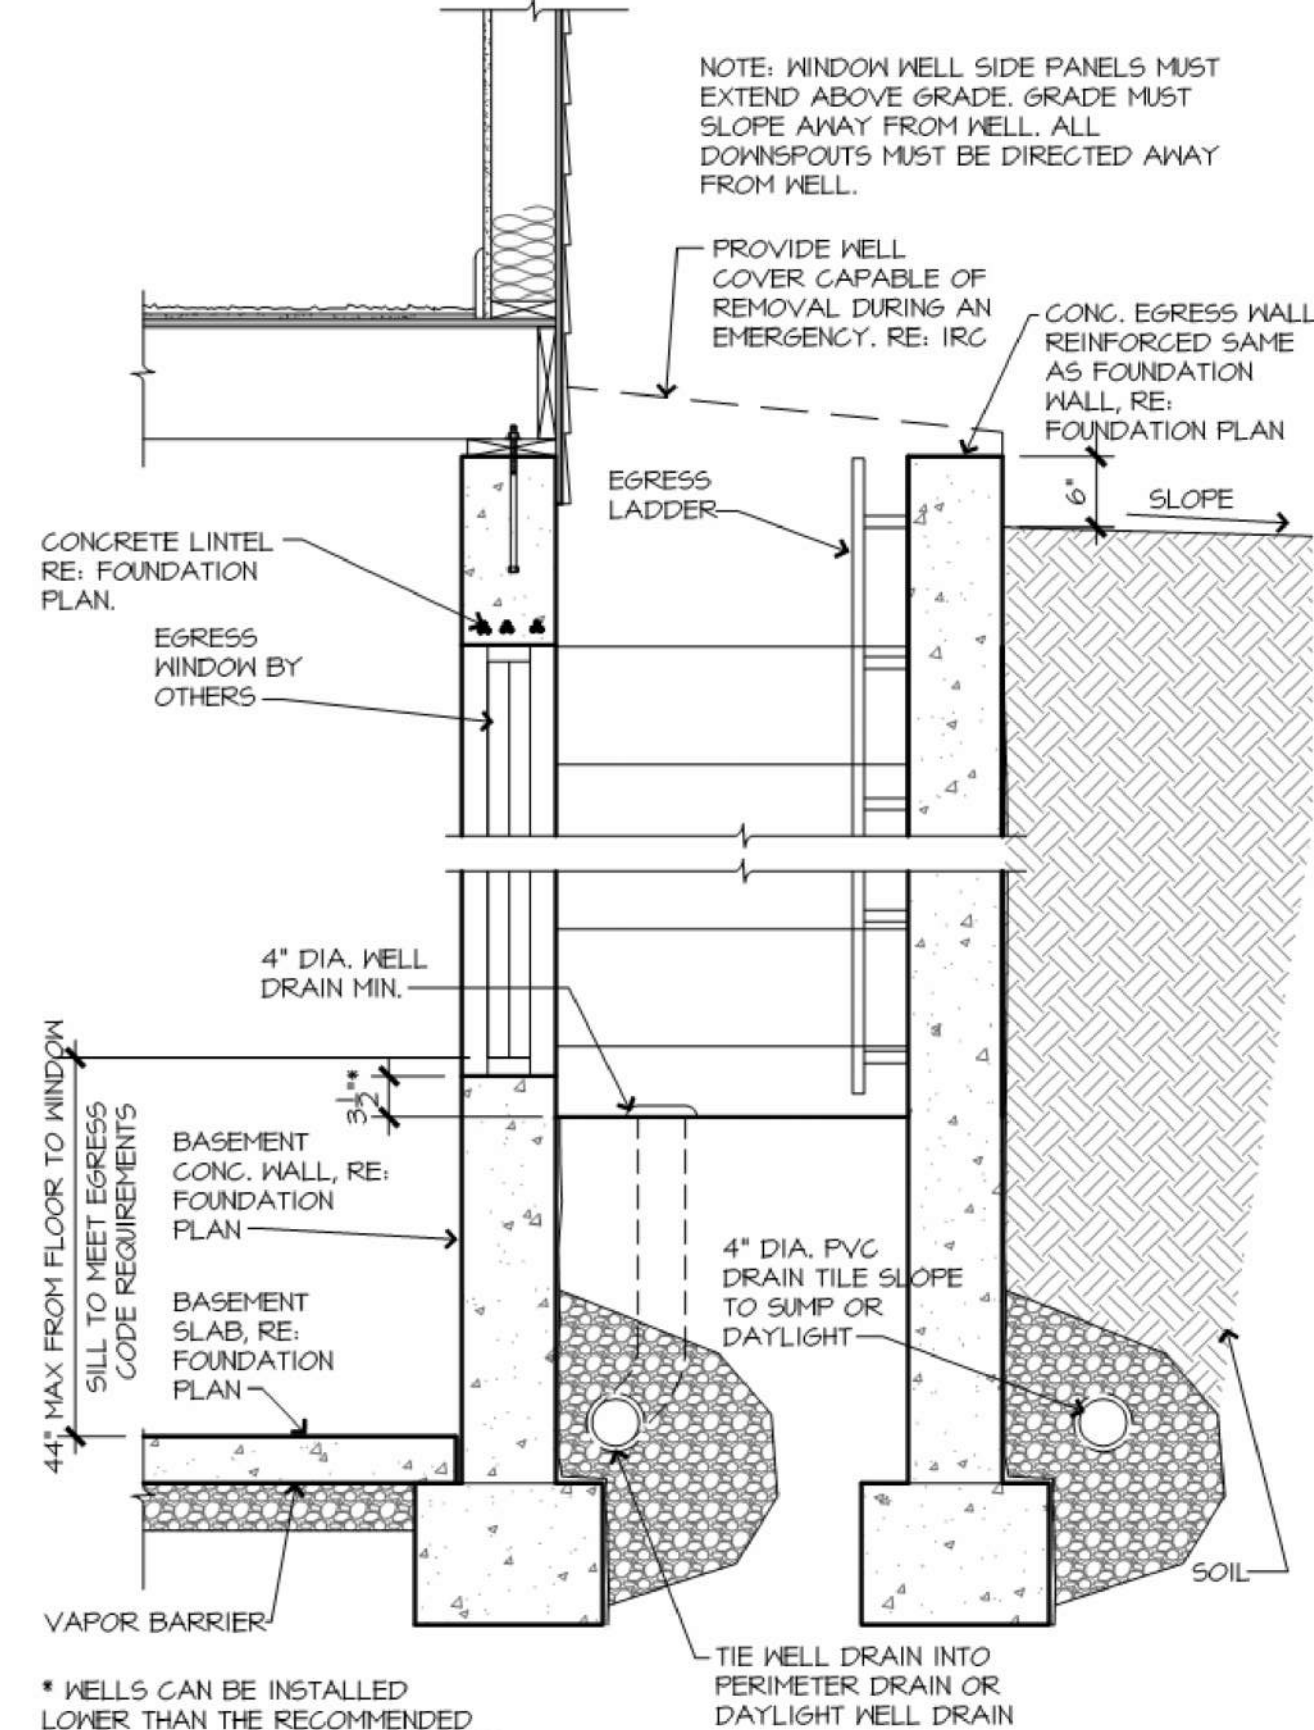 NOTE: WINDOW WELL SIDE PANELS MUST
EXTEND ABOVE GRADE. GRADE MUST
SLOPE AWAY FROM WELL. ALL
DOWNSPOUTS MUST BE DIRECTED AWAY
FROM WELL.
PROVIDE WELL
COVER CAPABLE OF
REMOVAL DURING AN
EMERGENCY. RE: IRC
CONC. EGRESS WALL
REINFORCED SAME
AS FOUNDATION
WALL, RE:
FOUNDATION PLAN
6"
SLOPE
EGRESS
LADDER
CONCRETE LINTEL
RE: FOUNDATION
PLAN.
EGRESS
WINDOW BY
OTHERS
4" DIA. WELL
DRAIN MIN.
44" MAX FROM FLOOR TO WINDOW
SILL TO MEET EGRESS
CODE REQUIREMENTS
3 1/2"*
BASEMENT
CONC. WALL, RE:
FOUNDATION
PLAN
BASEMENT
SLAB, RE:
FOUNDATION
PLAN
4" DIA. PVC
DRAIN TILE SLOPE
TO SUMP OR
DAYLIGHT
SOIL
VAPOR BARRIER
TIE WELL DRAIN INTO
PERIMETER DRAIN OR
DAYLIGHT WELL DRAIN
* WELLS CAN BE INSTALLED
LOWER THAN THE RECOMMENDED